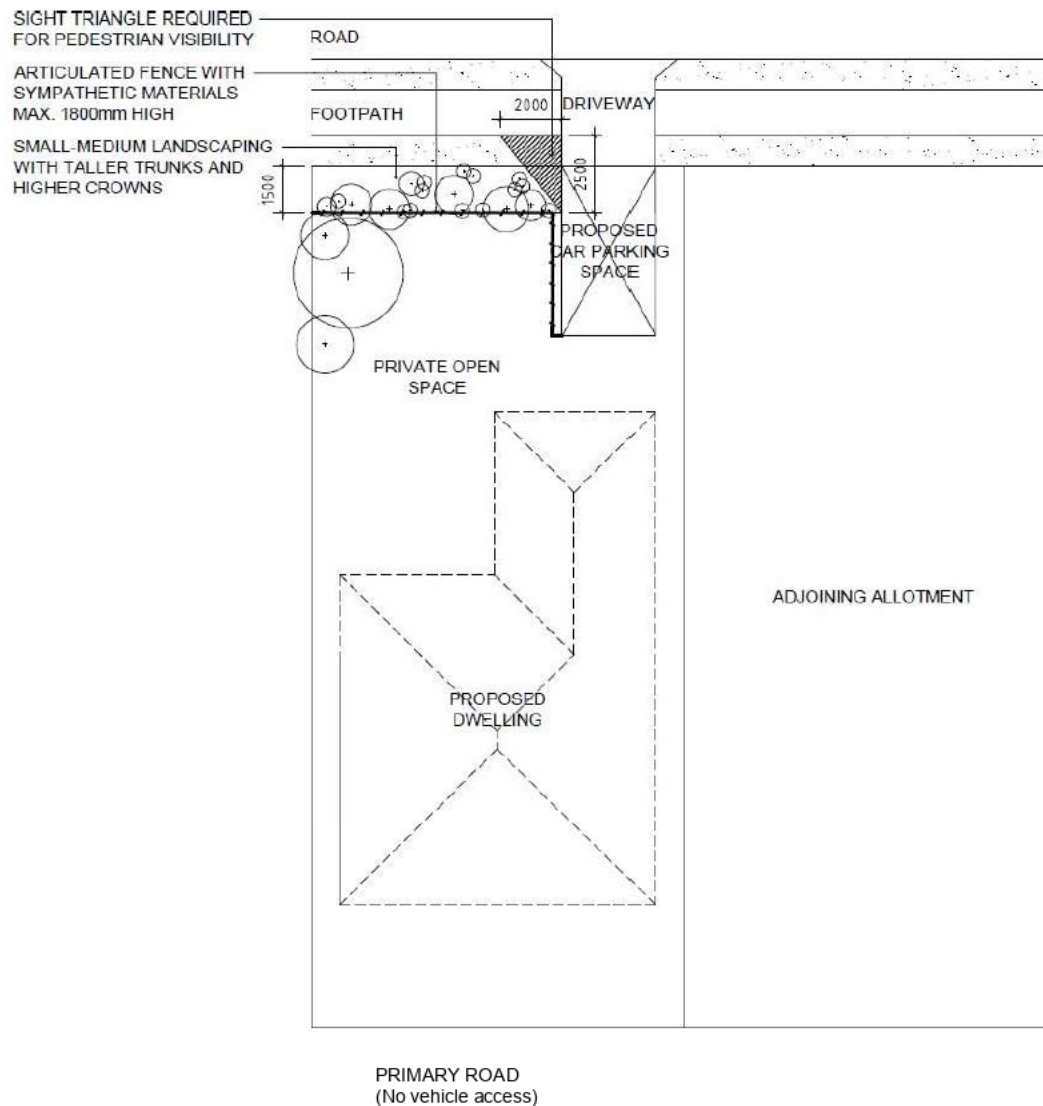 SIGHT TRIANGLE REQUIRED
FOR PEDESTRIAN VISIBILITY
ROAD
ARTICULATED FENCE WITH
SYMPATHETIC MATERIALS
MAX. 1800mm HIGH
2000
DRIVEWAY
FOOTPATH
SMALL-MEDIUM LANDSCAPING
WITH TALLER TRUNKS AND
HIGHER CROWNS
1500
2500
PROPOSED
CAR PARKING
SPACE
PRIVATE OPEN
SPACE
ADJOINING ALLOTMENT
PROPOSED
DWELLING
PRIMARY ROAD
(No vehicle access)